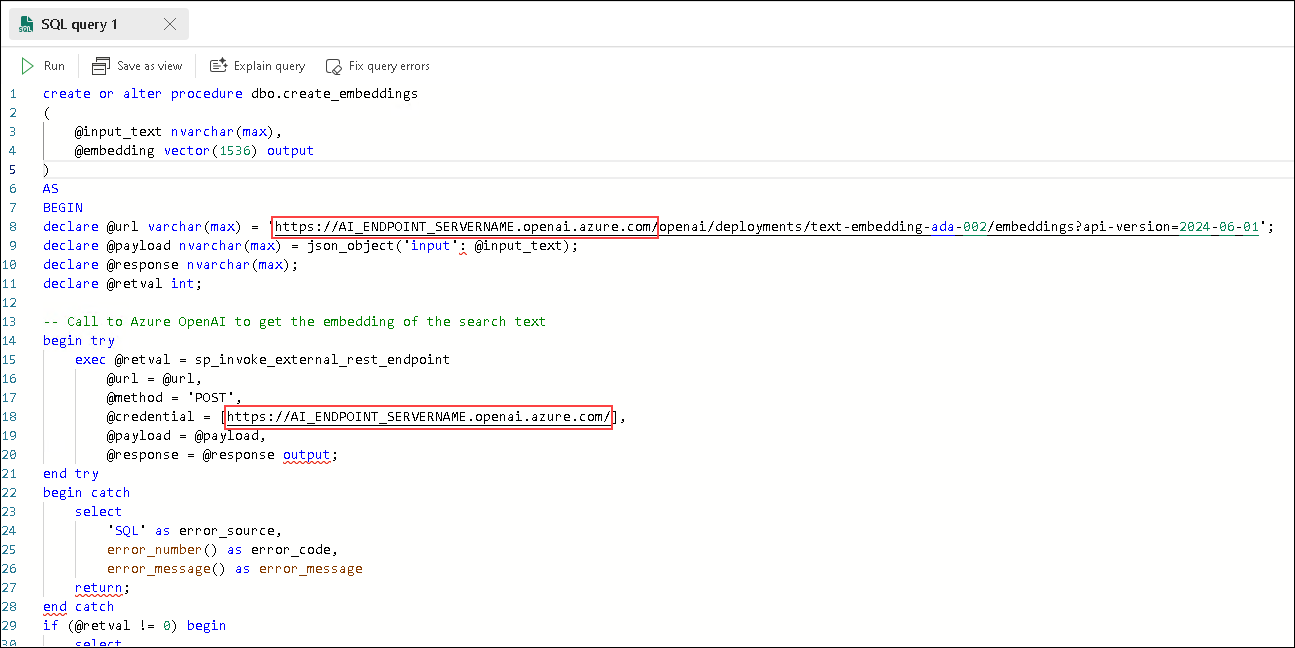 SQL query 1
Run Save as view Explain query Fix query errors
1 create or alter procedure dbo.create_embeddings
2 (
3 @input_text nvarchar(max),
4 @embedding vector(1536) output
5 )
6 AS
7 BEGIN
8 declare @url varchar(max) = 'https://AI_ENDPOINT_SERVERNAME.openai.azure.com/openai/deployments/text-embedding-ada-002/embeddings?api-version=2024-06-01';
9 declare @payload nvarchar(max) = json_object('input': @input_text);
10 declare @response nvarchar(max);
11 declare @retval int;
12
13 -- Call to Azure OpenAI to get the embedding of the search text
14 begin try
15 exec @retval = sp_invoke_external_rest_endpoint
16 @url = @url,
17 @method = 'POST',
18 @credential = [https://AI_ENDPOINT_SERVERNAME.openai.azure.com/],
19 @payload = @payload,
20 @response = @response output;
21 end try
22 begin catch
23 select
24 'SQL' as error_source,
25 error_number() as error_code,
26 error_message() as error_message
27 return;
28 end catch
29 if (@retval != 0) begin
30 select